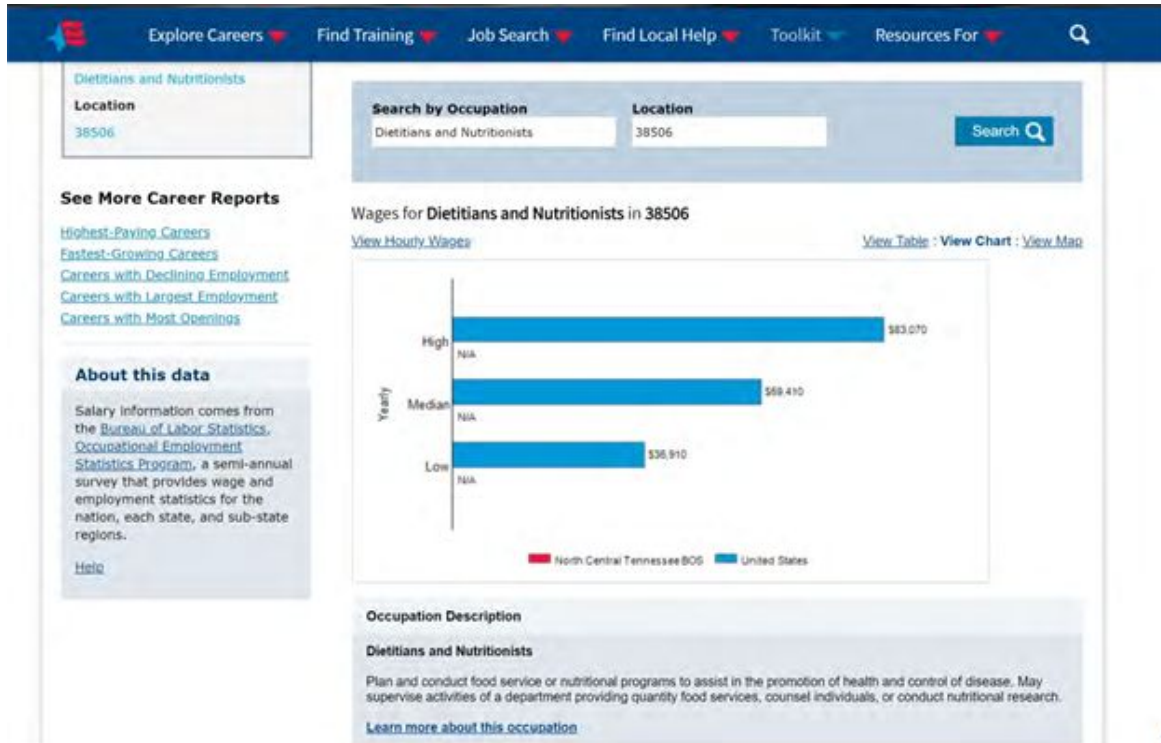 Explore Careers Find Training Job Search Find Local Help Toolkit Resources For
Dietitians and Nutritionists
Location
38506
See More Career Reports
Highest-Paying Careers
Fastest-Growing Careers
Careers with Declining Employment
Careers with Largest Employment
Careers with Most Openings
About this data
Salary information comes from
the Bureau of Labor Statistics,
Occupational Employment
Statistics Program, a semi-annual
survey that provides wage and
employment statistics for the
nation, each state, and sub-state
regions.
Help
Search by Occupation Location
Dietitians and Nutritionists 38506 Search
Wages for Dietitians and Nutritionists in 38506
View Hourly Wages View Table : View Chart : View Map
Yearly
High $83,070
N/A
Median $59,410
N/A
Low $36,910
N/A
North Central Tennessee BOS United States
Occupation Description
Dietitians and Nutritionists
Plan and conduct food service or nutritional programs to assist in the promotion of health and control of disease. May
supervise activities of a department providing quantity food services, counsel individuals, or conduct nutritional research.
Learn more about this occupation